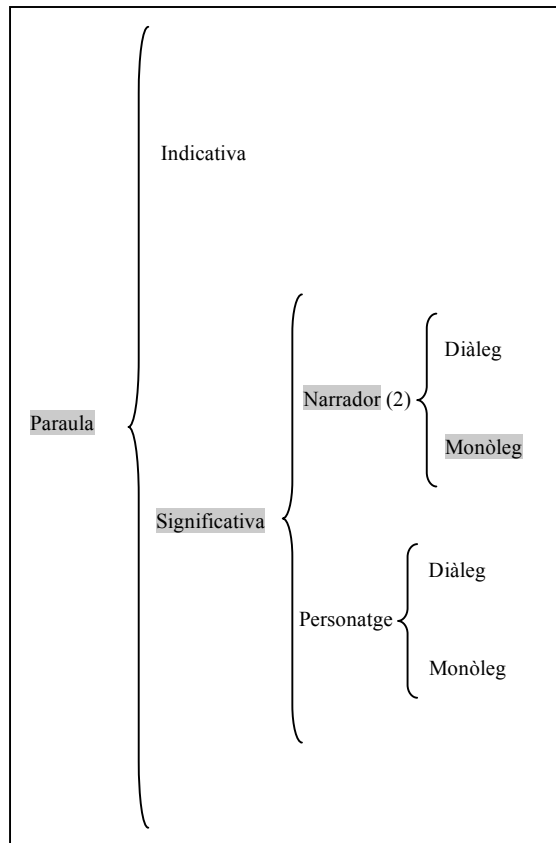 Indicativa
Diàleg
Narrador (2)
Paraula
Monòleg
Significativa
Diàleg
Personatge
Monòleg